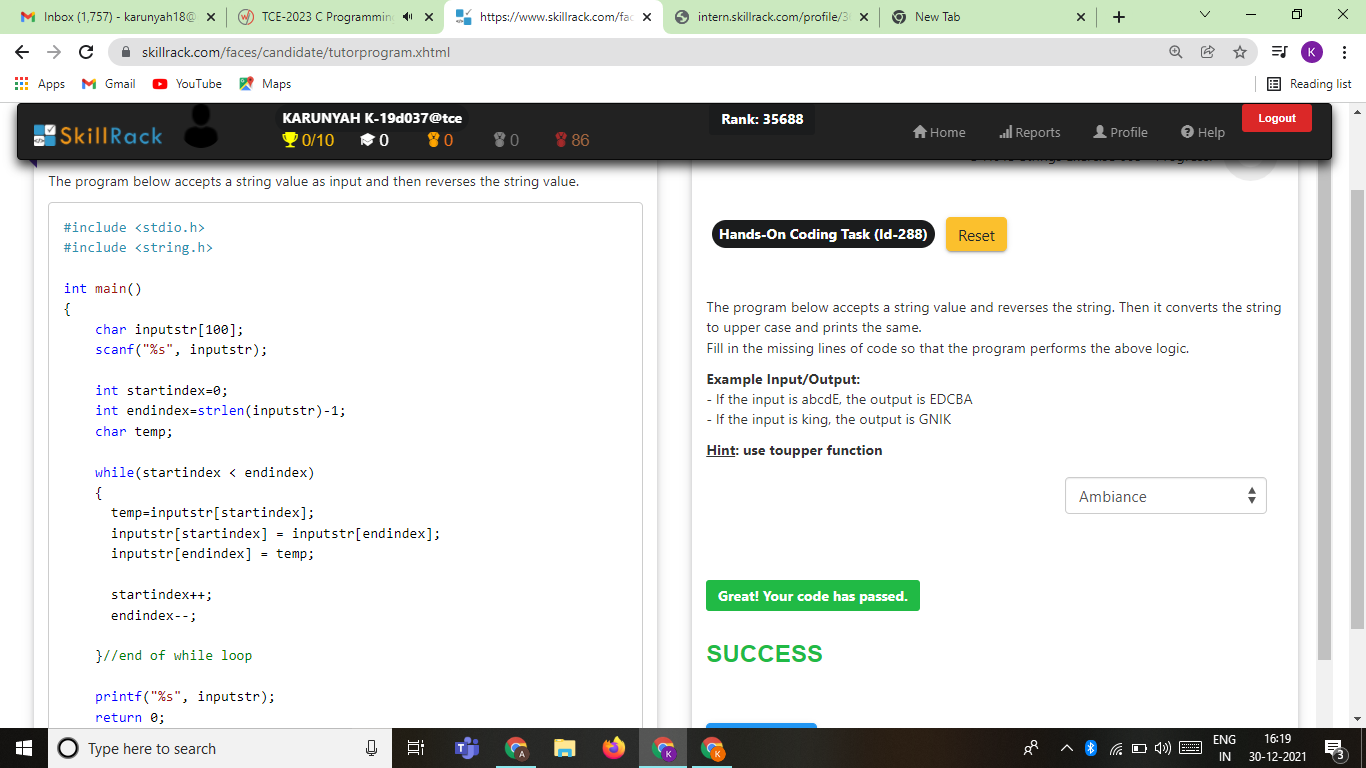 Inbox (1,757) - karunyah18@
TCE-2023 C Programmin
https://www.skillrack.com/fac
intern.skillrack.com/profile/3
New Tab
skillrack.com/faces/candidate/tutorprogram.xhtml
K
Apps
Gmail
YouTube
Maps
Reading list
SkillRack
KARUNYAH K-19d037@tce
0/10
0
0
0
86
Rank: 35688
Home
Reports
Profile
Help
Logout
The program below accepts a string value as input and then reverses the string value.
#include <stdio.h>
#include <string.h>
int main()
{
char inputstr[100];
scanf("%s", inputstr);
int startindex=0;
int endindex=strlen(inputstr)-1;
char temp;
while(startindex < endindex)
{
temp=inputstr[startindex];
inputstr[startindex] = inputstr[endindex];
inputstr[endindex] = temp;
startindex++;
endindex--;
}//end of while loop
printf("%s", inputstr);
return 0;
Hands-On Coding Task (Id-288)
Reset
The program below accepts a string value and reverses the string. Then it converts the string
to upper case and prints the same.
Fill in the missing lines of code so that the program performs the above logic.
Example Input/Output:
- If the input is abcdE, the output is EDCBA
- If the input is king, the output is GNIK
Hint: use toupper function
Ambiance
Great! Your code has passed.
SUCCESS
Type here to search
A
K
K
ENG
IN
16:19
30-12-2021
3